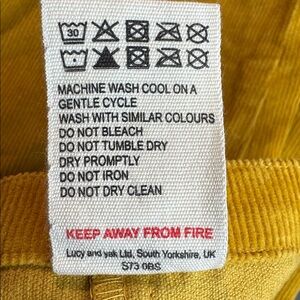 30
MACHINE WASH COOL ON A
GENTLE CYCLE
WASH WITH SIMILAR COLOURS
DO NOT BLEACH
DO NOT TUMBLE DRY
DRY PROMPTLY
DO NOT IRON
DO NOT DRY CLEAN
KEEP AWAY FROM FIRE
Lucy and yak Ltd, South Yorkshire, UK
S73 0BS